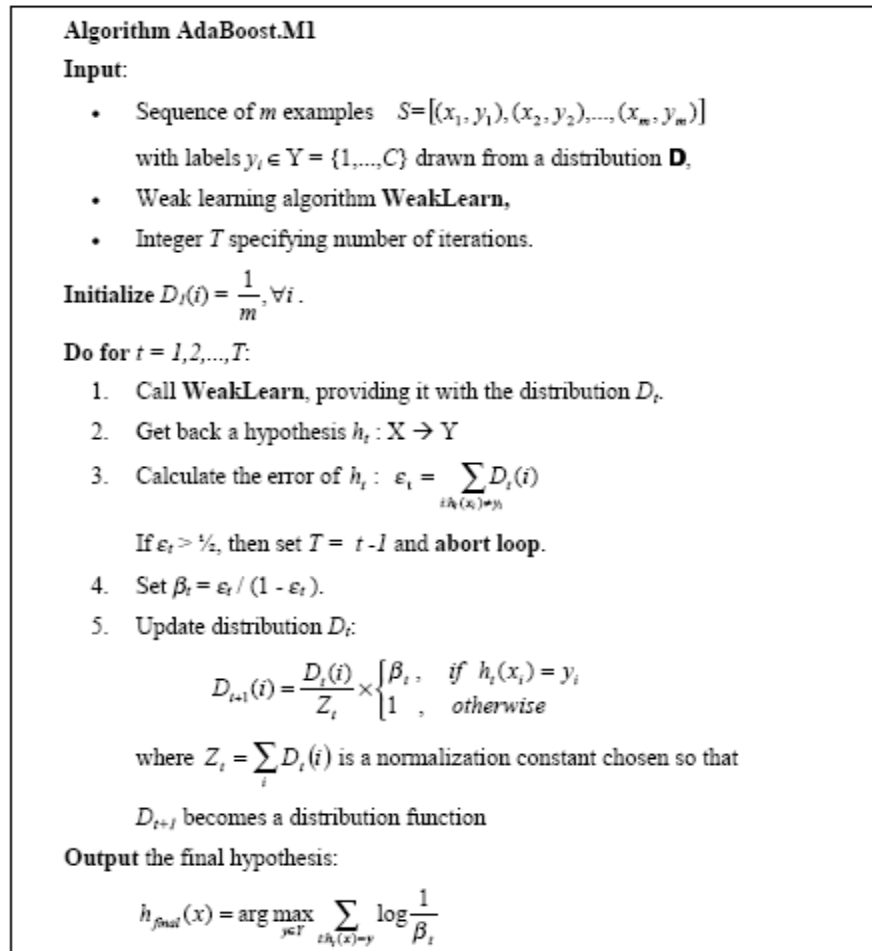 Algorithm AdaBoost.M1
Input:
• Sequence of m examples S=[(x₁, y₁), (x₂, y₂),..., (xₘ, yₘ)]
with labels yᵢ ∈ Y = {1,...,C} drawn from a distribution D,
• Weak learning algorithm WeakLearn,
• Integer T specifying number of iterations.
Initialize D₁(i) = 1/m, ∀i .
Do for t = 1,2,...,T:
1. Call WeakLearn, providing it with the distribution Dₜ.
2. Get back a hypothesis hₜ : X → Y
3. Calculate the error of hₜ : εₜ = ∑_{i:hₜ(xᵢ)≠yᵢ} Dₜ(i)
If εₜ > ½, then set T = t -1 and abort loop.
4. Set βₜ = εₜ / (1 - εₜ).
5. Update distribution Dₜ:
Dₜ₊₁(i) = Dₜ(i)/Zₜ × { βₜ , if hₜ(xᵢ) = yᵢ
1 , otherwise
where Zₜ = ∑ᵢ Dₜ(i) is a normalization constant chosen so that
Dₜ₊₁ becomes a distribution function
Output the final hypothesis:
h_final(x) = arg max_{y∈Y} ∑_{t:hₜ(x)=y} log 1/βₜ